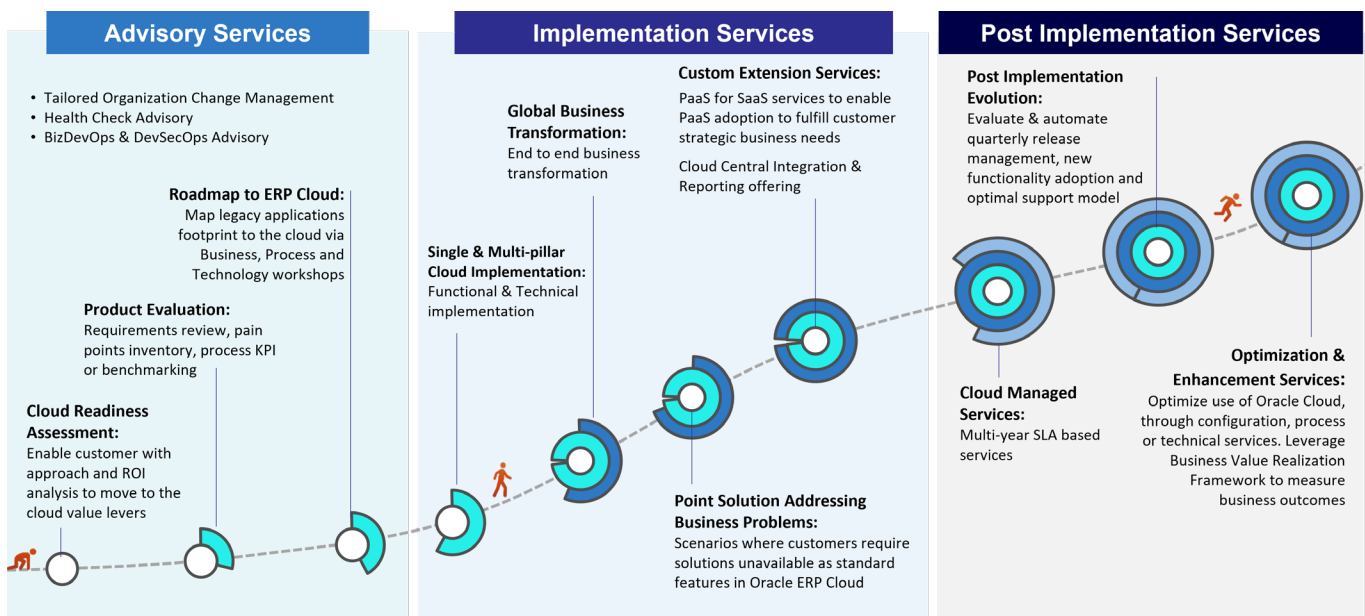 Advisory Services
• Tailored Organization Change Management
• Health Check Advisory
• BizDevOps & DevSecOps Advisory
Roadmap to ERP Cloud:
Map legacy applications
footprint to the cloud via
Business, Process and
Technology workshops
Product Evaluation:
Requirements review, pain
points inventory, process KPI
or benchmarking
Cloud Readiness
Assessment:
Enable customer with
approach and ROI
analysis to move to the
cloud value levers
Implementation Services
Single & Multi-pillar
Cloud Implementation:
Functional & Technical
implementation
Global Business
Transformation:
End to end business
transformation
Custom Extension Services:
PaaS for SaaS services to enable
PaaS adoption to fulfill customer
strategic business needs
Cloud Central Integration &
Reporting offering
Point Solution Addressing
Business Problems:
Scenarios where customers require
solutions unavailable as standard
features in Oracle ERP Cloud
Post Implementation Services
Post Implementation
Evolution:
Evaluate & automate
quarterly release
management, new
functionality adoption and
optimal support model
Cloud Managed
Services:
Multi-year SLA based
services
Optimization &
Enhancement Services:
Optimize use of Oracle Cloud,
through configuration, process
or technical services. Leverage
Business Value Realization
Framework to measure
business outcomes